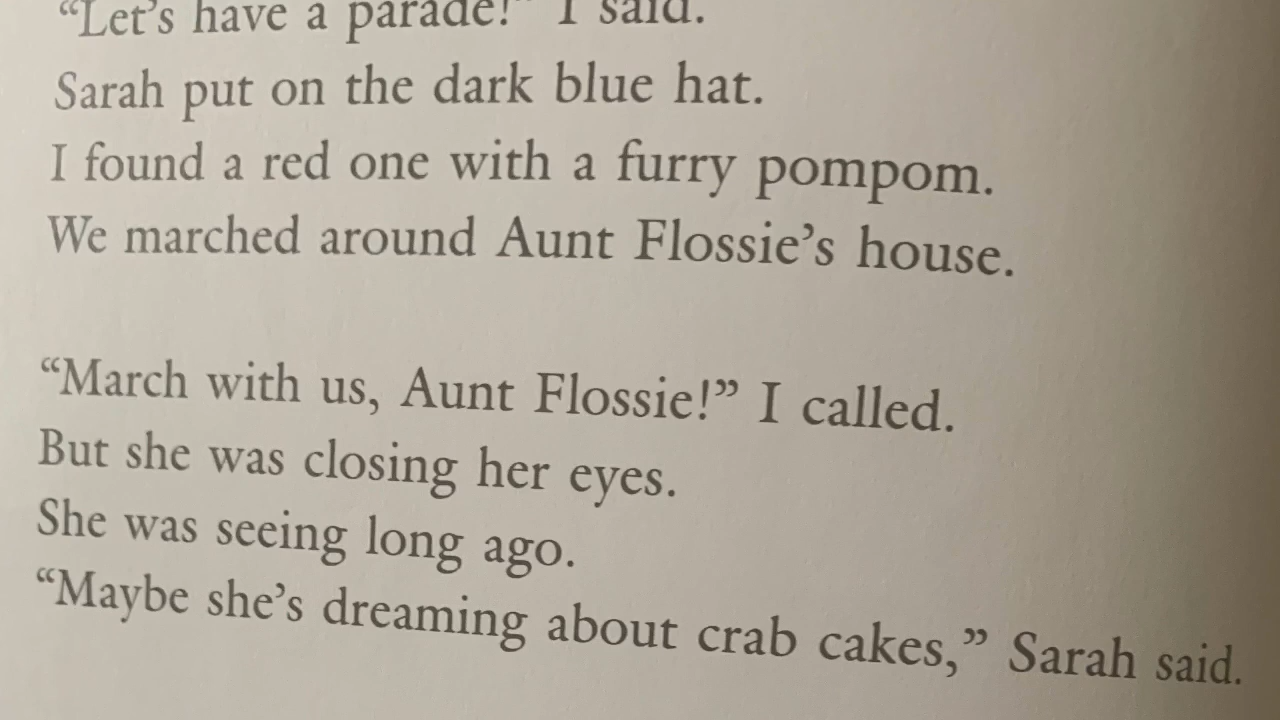 “Let’s have a parade!” I said.
Sarah put on the dark blue hat.
I found a red one with a furry pompom.
We marched around Aunt Flossie’s house.
“March with us, Aunt Flossie!” I called.
But she was closing her eyes.
She was seeing long ago.
“Maybe she’s dreaming about crab cakes,” Sarah said.